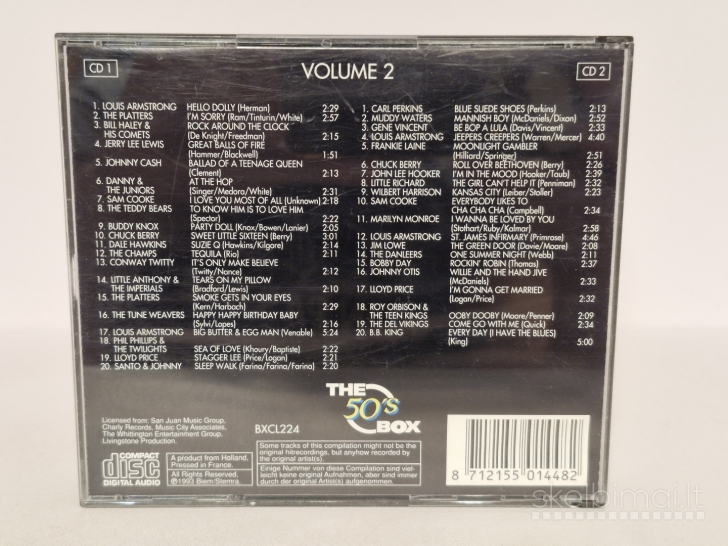 CD 1
VOLUME 2
CD 2
1. LOUIS ARMSTRONG HELLO DOLLY (Herman) 2:29
2. THE PLATTERS I'M SORRY (Ram/Tinturin/White) 2:57
3. BILL HALEY & ROCK AROUND THE CLOCK
HIS COMETS (De Knight/Freedman) 2:15
4. JERRY LEE LEWIS GREAT BALLS OF FIRE
(Hammer/Blackwell) 1:51
5. JOHNNY CASH BALLAD OF A TEENAGE QUEEN
(Clement) 2:13
6. DANNY & AT THE HOP
THE JUNIORS (Singer/Medora/White) 2:31
7. SAM COOKE I LOVE YOU MOST OF ALL (Unknown) 2:18
8. THE TEDDY BEARS TO KNOW HIM IS TO LOVE HIM
(Spector) 2:22
9. BUDDY KNOX PARTY DOLL (Knox/Bowen/Lanier) 2:05
10. CHUCK BERRY SWEET LITTLE SIXTEEN (Berry) 3:01
11. DALE HAWKINS SUZIE Q (Hawkins/Kilgore) 2:14
12. THE CHAMPS TEQUILA (Rio) 2:11
13. CONWAY TWITTY IT'S ONLY MAKE BELIEVE
(Twitty/Nance) 2:12
14. LITTLE ANTHONY & TEARS ON MY PILLOW
THE IMPERIALS (Bradford/Lewis) 2:10
15. THE PLATTERS SMOKE GETS IN YOUR EYES
(Kern/Harbach) 2:29
16. THE TUNE WEAVERS HAPPY HAPPY BIRTHDAY BABY
(Sylvi/Lopes) 2:16
17. LOUIS ARMSTRONG BIG BUTTER & EGG MAN (Venable) 5:24
18. PHIL PHILLIPS &
THE TWILIGHTS SEA OF LOVE (Khoury/Baptiste) 2:22
19. LLOYD PRICE STAGGER LEE (Price/Logan) 2:21
20. SANTO & JOHNNY SLEEP WALK (Farina/Farina/Farina) 2:20
1. CARL PERKINS BLUE SUEDE SHOES (Perkins) 2:13
2. MUDDY WATERS MANNISH BOY (McDaniels/Dixon) 2:52
3. GENE VINCENT BE BOP A LULA (Davis/Vincent) 2:33
4. LOUIS ARMSTRONG JEEPERS CREEPERS (Warren/Mercer) 4:40
5. FRANKIE LAINE MOONLIGHT GAMBLER
(Hilliard/Springer) 2:51
6. CHUCK BERRY ROLL OVER BEETHOVEN (Berry) 2:26
7. JOHN LEE HOOKER I'M IN THE MOOD (Hooker/Taub) 2:39
8. LITTLE RICHARD THE GIRL CAN'T HELP IT (Penniman) 2:32
9. WILBERT HARRISON KANSAS CITY (Leiber/Stoller) 2:23
10. SAM COOKE EVERYBODY LIKES TO
CHA CHA CHA (Campbell) 2:34
11. MARILYN MONROE I WANNA BE LOVED BY YOU
(Stothart/Ruby/Kalmar) 2:58
12. LOUIS ARMSTRONG ST. JAMES INFIRMARY (Primrose) 4:46
13. JIM LOWE THE GREEN DOOR (Davie/Moore) 2:08
14. THE DANLEERS ONE SUMMER NIGHT (Webb) 2:11
15. BOBBY DAY ROCKIN' ROBIN (Thomas) 2:37
16. JOHNNY OTIS WILLIE AND THE HAND JIVE
(McDaniels) 2:33
17. LLOYD PRICE I'M GONNA GET MARRIED
(Logan/Price) 2:32
18. ROY ORBISON &
THE TEEN KINGS OOBY DOOBY (Moore/Penner) 2:09
19. THE DEL VIKINGS COME GO WITH ME (Quick) 2:34
20. B.B. KING EVERY DAY (I HAVE THE BLUES)
(King) 5:00
THE
50'S
BOX
Licensed from: San Juan Music Group,
Charly Records, Music City Associates,
The Whittington Entertainment Group,
Livingstone Production.
BXCL224
COMPACT
disc
DIGITAL AUDIO
A product from Holland,
Pressed in France.
All Rights Reserved.
℗1993 Biem/Stemra.
Some tracks of this compilation might not be the
original hitrecordings, but anyhow recorded by
the original artist(s).
Einige Nummer von diese Compilation sind viel-
leicht keine original Aufnahmen, aber sind immerhin
durch der original Artist(s) aufgenommen.
8 712155 014482
skelbimai.lt